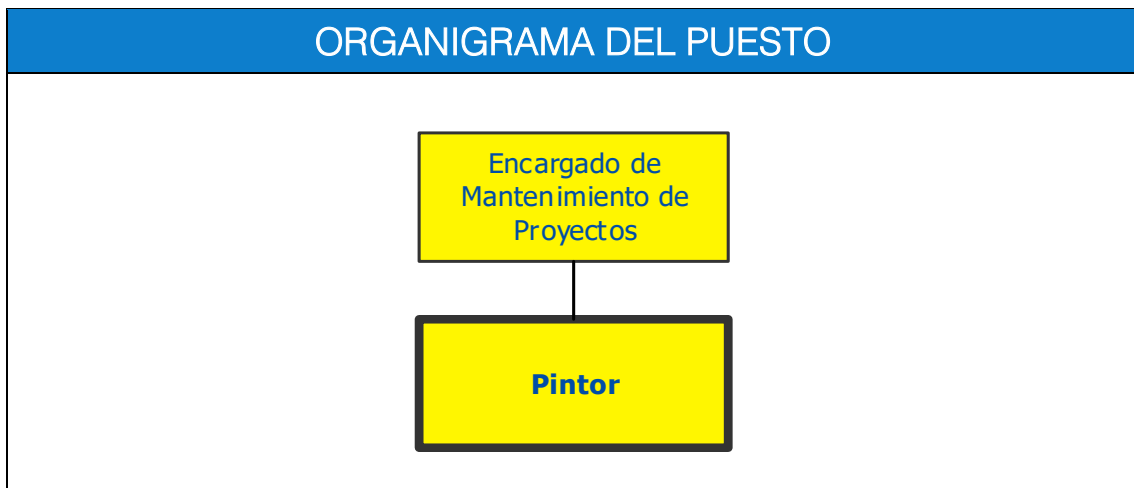 ORGANIGRAMA DEL PUESTO
Encargado de
Mantenimiento de
Proyectos
Pintor